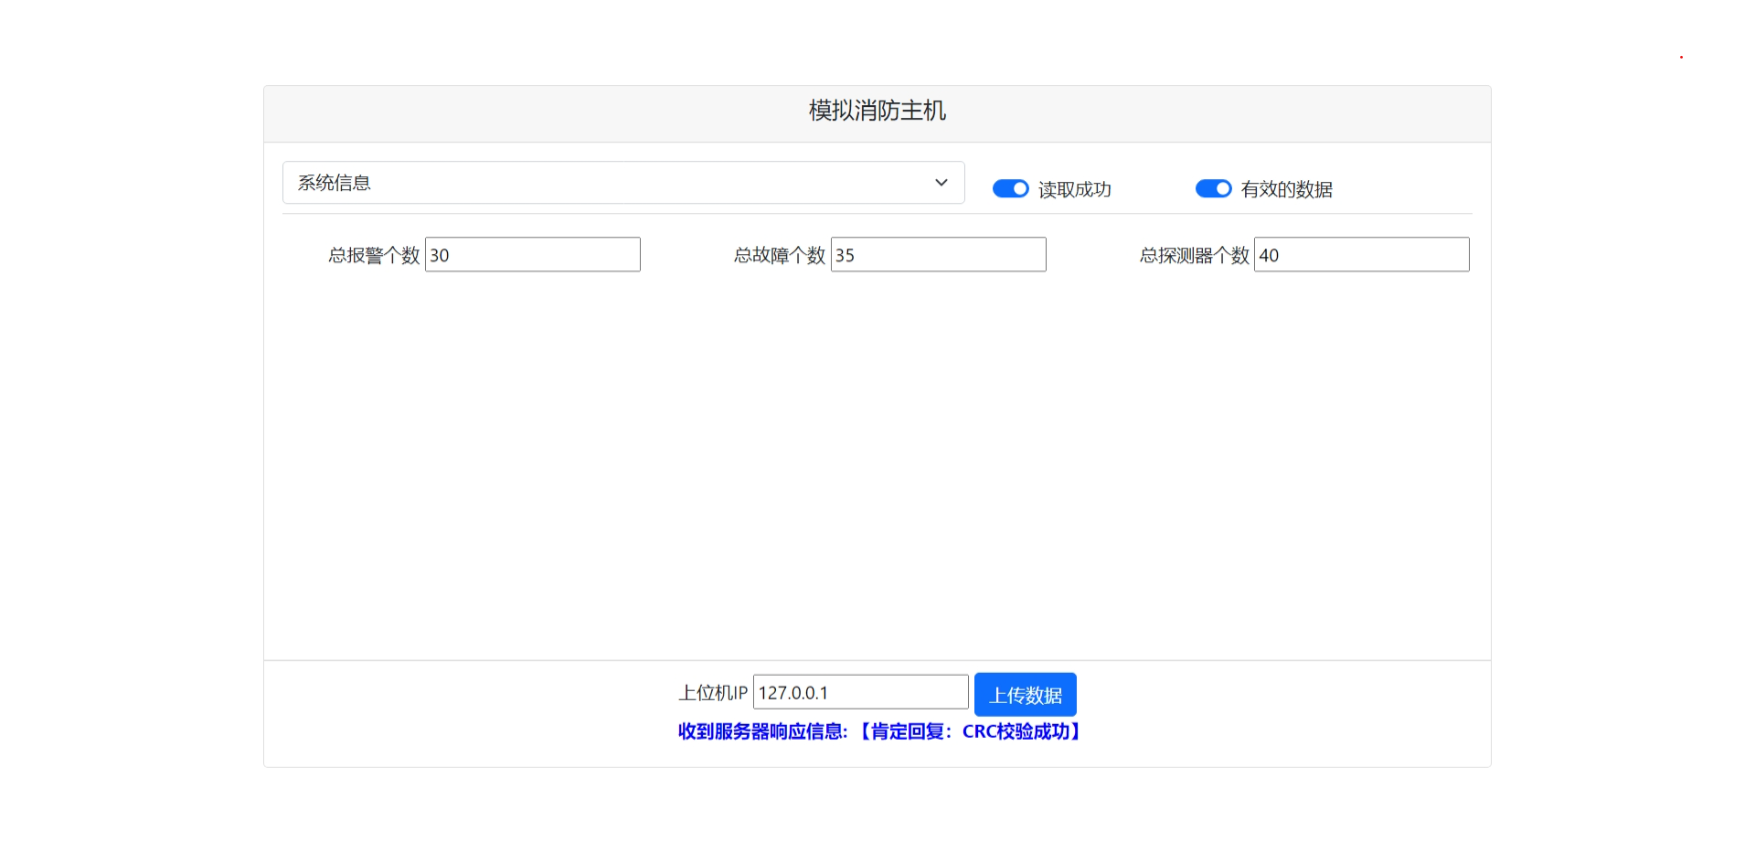 模拟消防主机
系统信息
读取成功
有效的数据
总报警个数 30
总故障个数 35
总探测器个数 40
上位机IP 127.0.0.1 上传数据
收到服务器响应信息:【肯定回复：CRC校验成功】